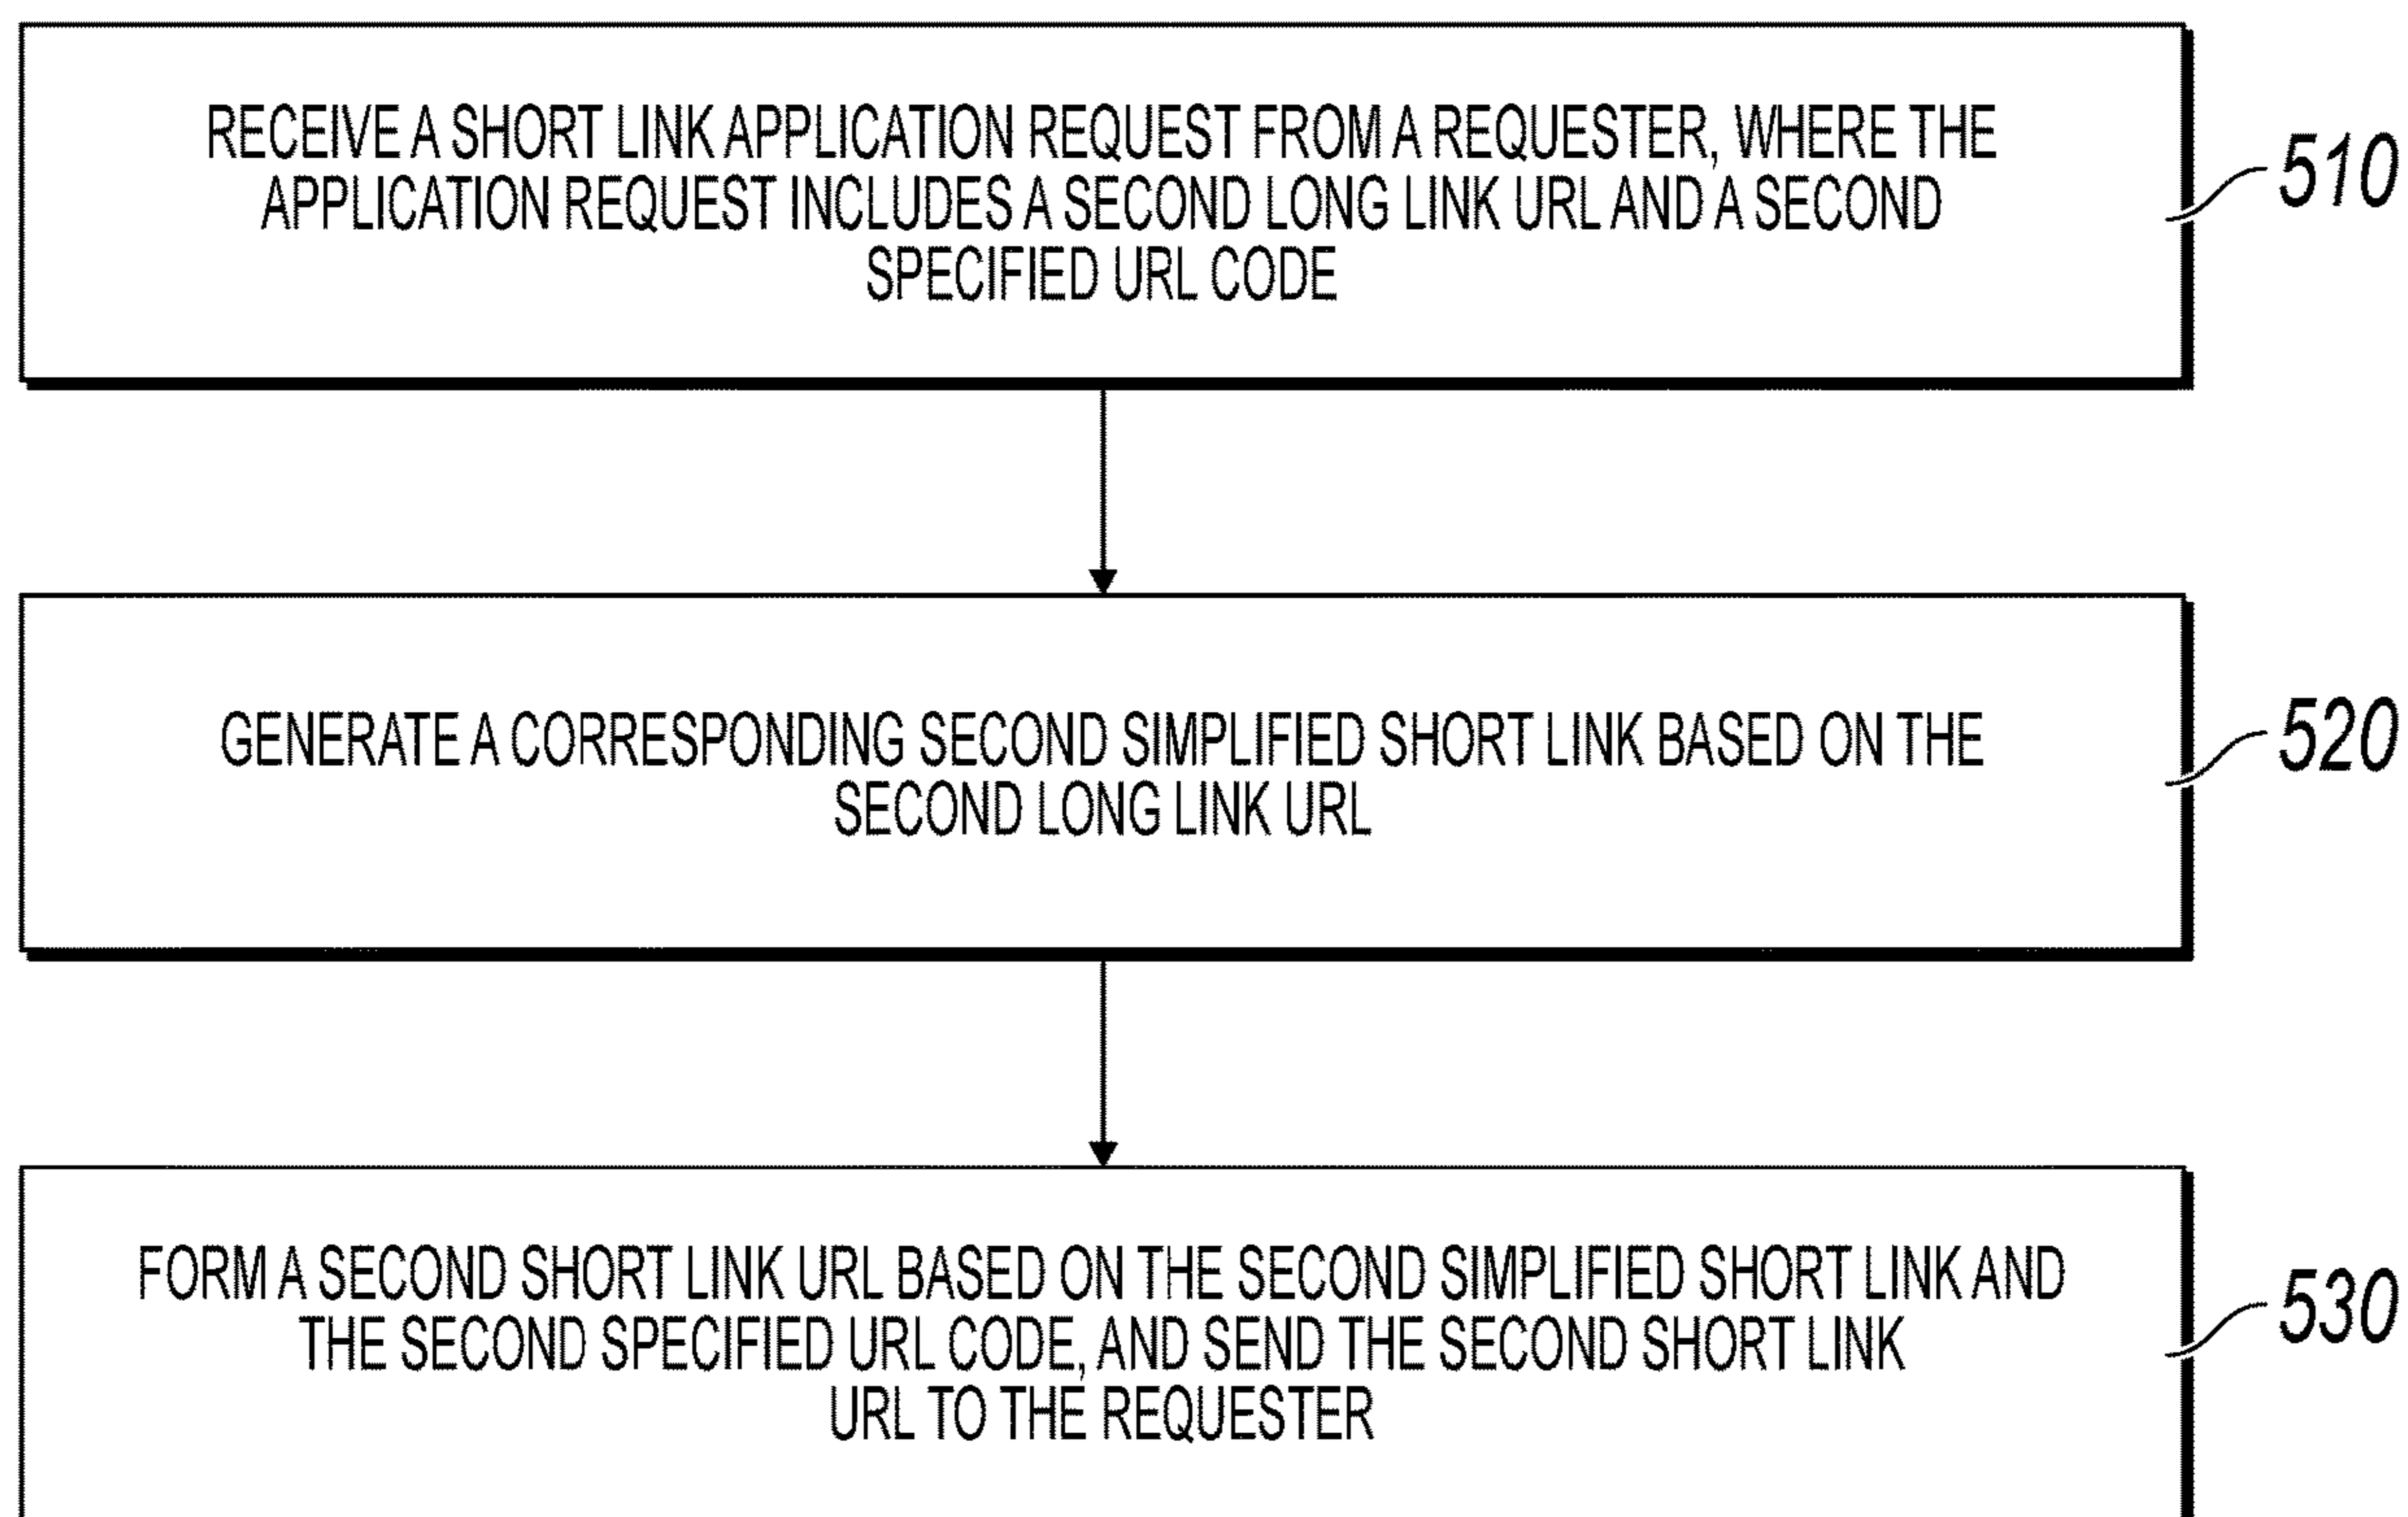 RECEIVE A SHORT LINK APPLICATION REQUEST FROM A REQUESTER, WHERE THE
APPLICATION REQUEST INCLUDES A SECOND LONG LINK URL AND A SECOND
SPECIFIED URL CODE
510
GENERATE A CORRESPONDING SECOND SIMPLIFIED SHORT LINK BASED ON THE
SECOND LONG LINK URL
520
FORM A SECOND SHORT LINK URL BASED ON THE SECOND SIMPLIFIED SHORT LINK AND
THE SECOND SPECIFIED URL CODE, AND SEND THE SECOND SHORT LINK
URL TO THE REQUESTER
530